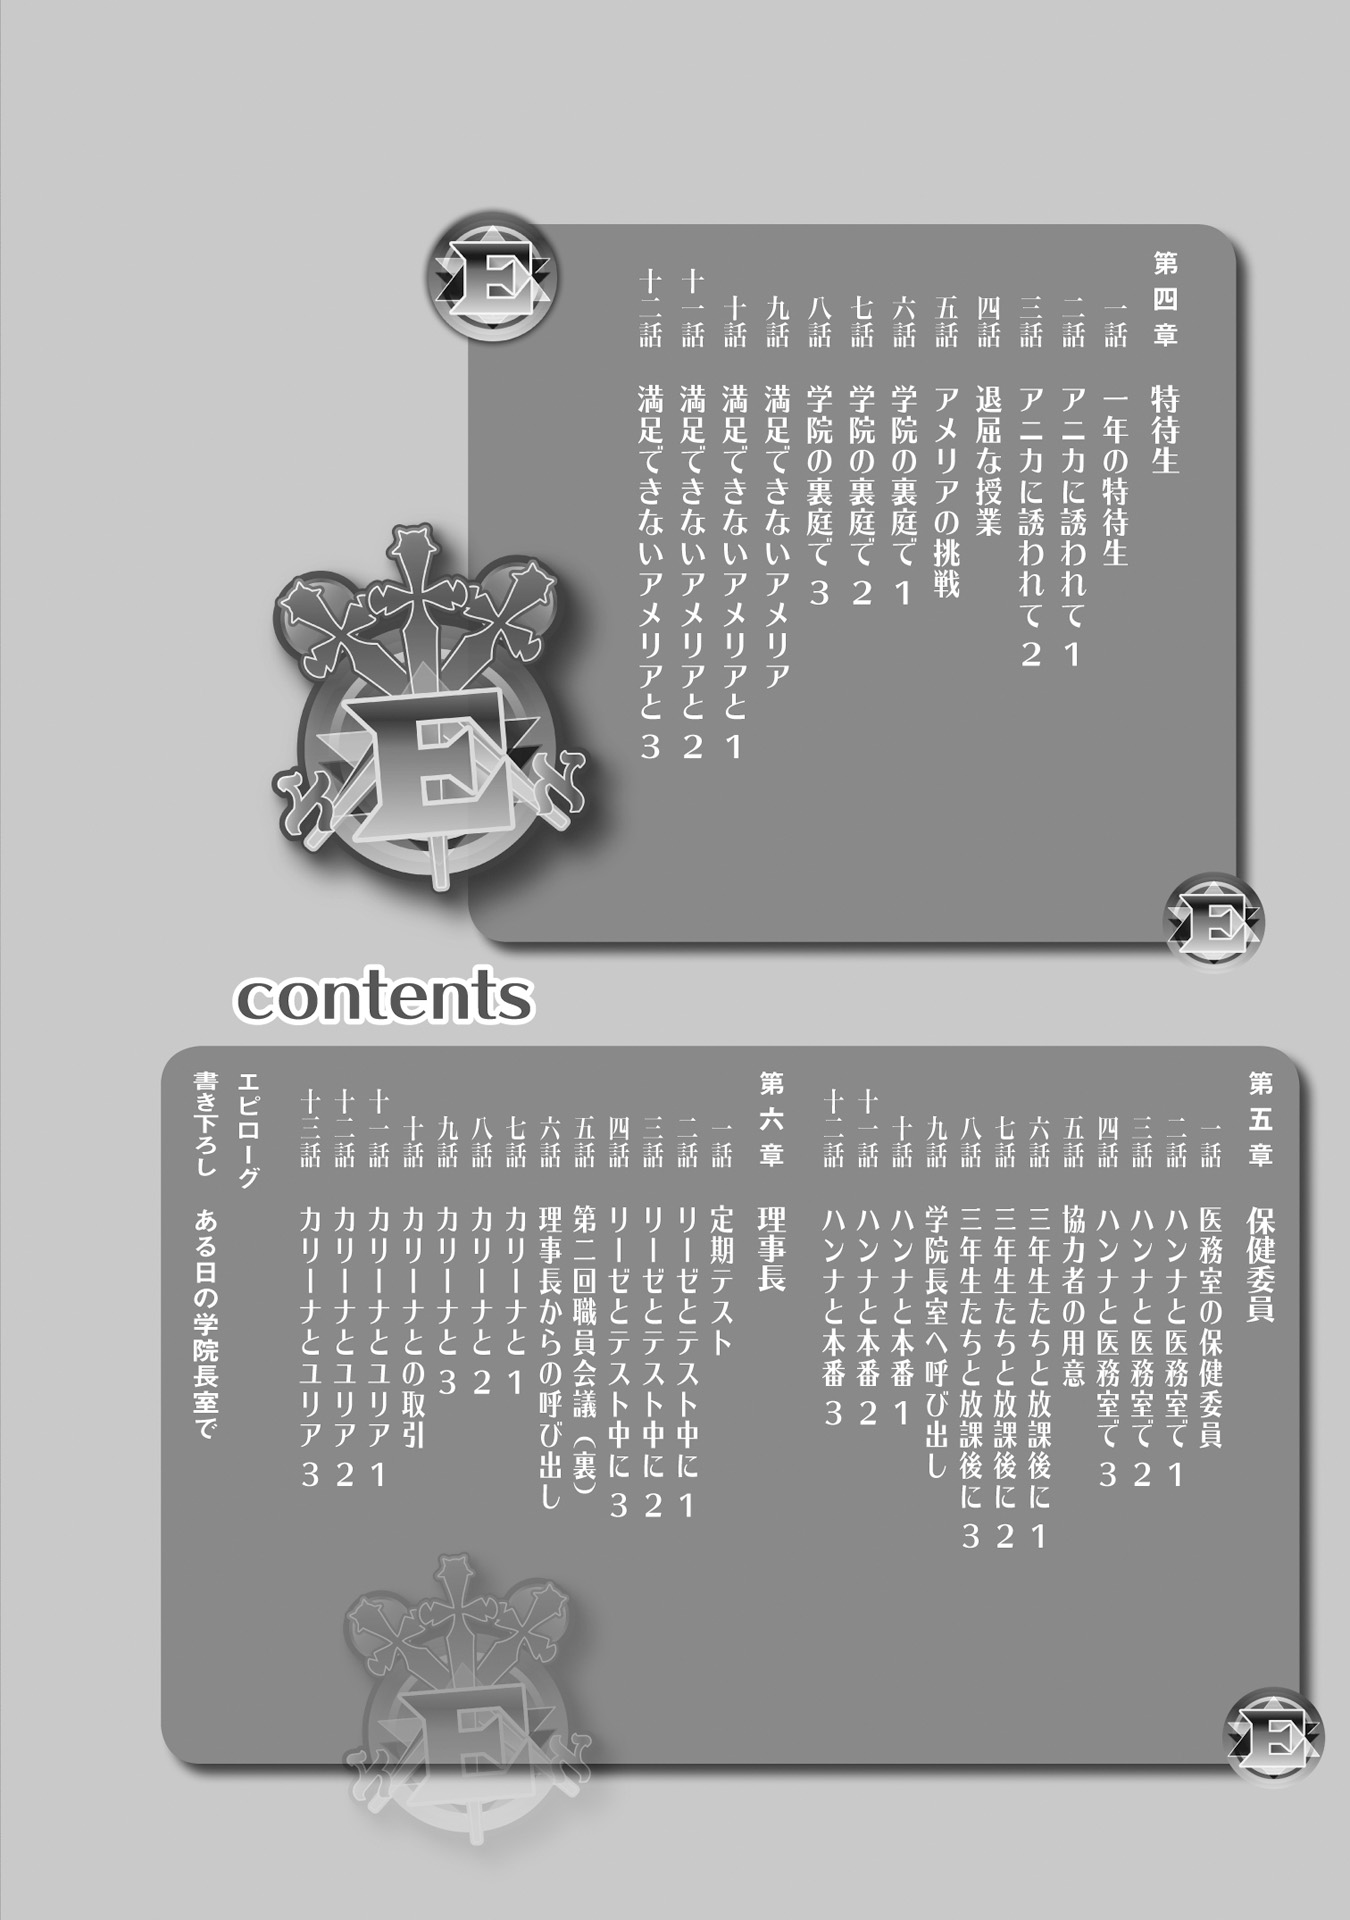 第四章　特待生
一話　一年の特待生
二話　アニカに誘われて 1
三話　アニカに誘われて 2
四話　退屈な授業
五話　アメリアの挑戦
六話　学院の裏庭で 1
七話　学院の裏庭で 2
八話　学院の裏庭で 3
九話　満足できないアメリア
十話　満足できないアメリアと 1
十一話　満足できないアメリアと 2
十二話　満足できないアメリアと 3
E
E
E
contents
第五章　保健委員
一話　医務室の保健委員
二話　ハンナと医務室で 1
三話　ハンナと医務室で 2
四話　ハンナと医務室で 3
五話　協力者の用意
六話　三年生たちと放課後に 1
七話　三年生たちと放課後に 2
八話　三年生たちと放課後に 3
九話　学院長室へ呼び出し
十話　ハンナと本番 1
十一話　ハンナと本番 2
十二話　ハンナと本番 3
第六章　理事長
一話　定期テスト
二話　リーゼとテスト中に 1
三話　リーゼとテスト中に 2
四話　リーゼとテスト中に 3
五話　第二回職員会議（裏）
六話　理事長からの呼び出し
七話　カリーナと 1
八話　カリーナと 2
九話　カリーナと 3
十話　カリーナとの取引
十一話　カリーナとユリア 1
十二話　カリーナとユリア 2
十三話　カリーナとユリア 3
エピローグ
書き下ろし　ある日の学院長室で
E
E